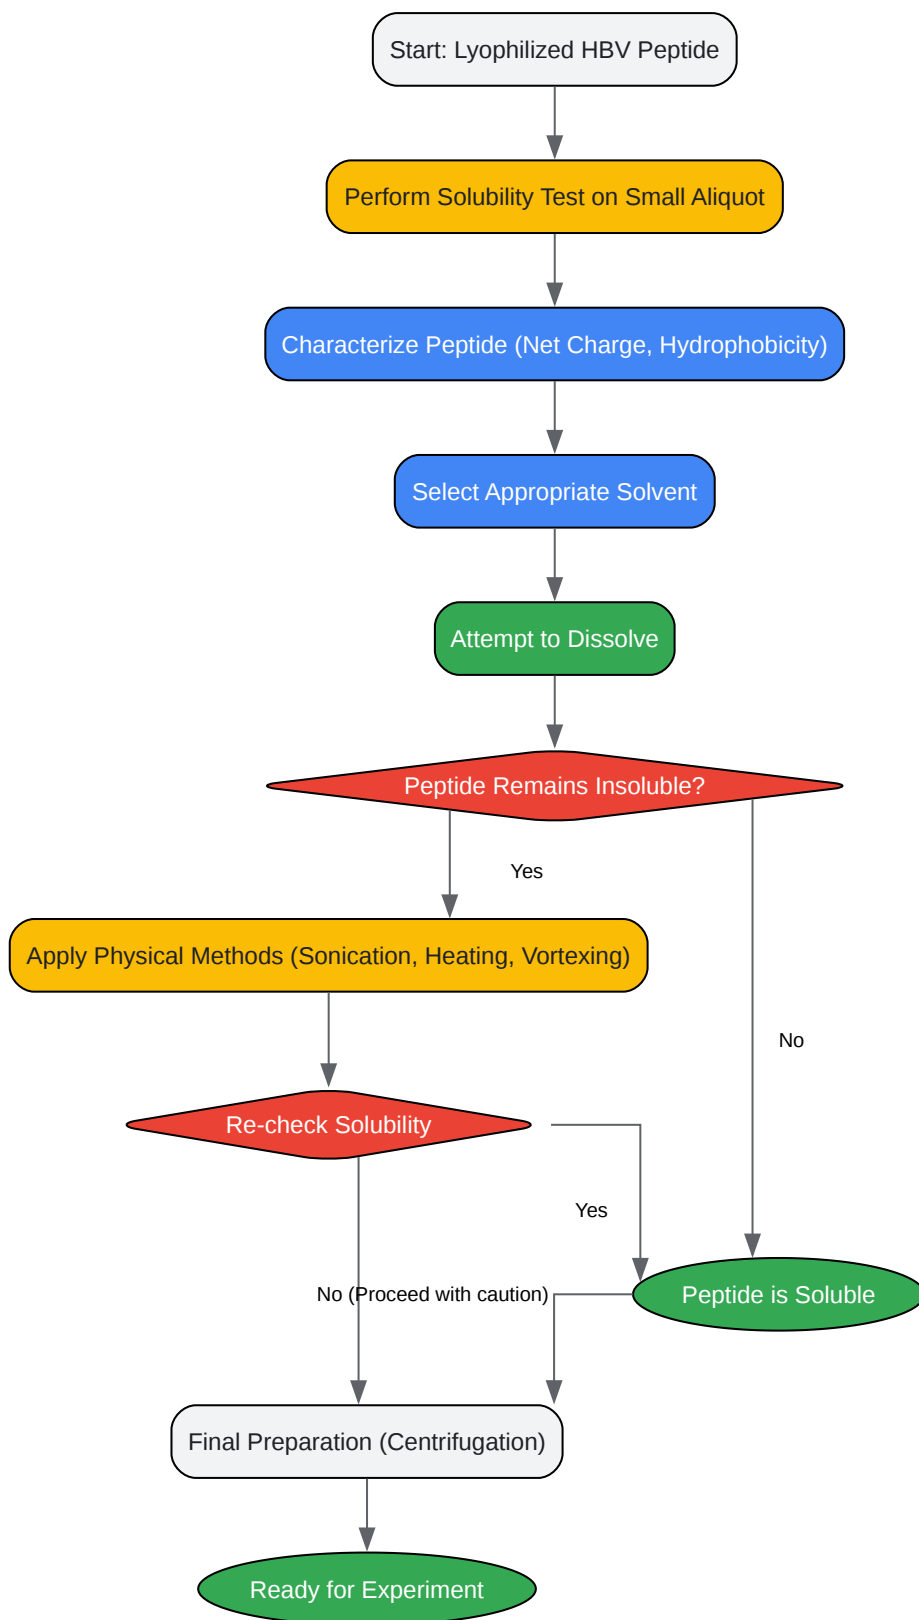 Start: Lyophilized HBV Peptide
Perform Solubility Test on Small Aliquot
Characterize Peptide (Net Charge, Hydrophobicity)
Select Appropriate Solvent
Attempt to Dissolve
Peptide Remains Insoluble?
Yes
Apply Physical Methods (Sonication, Heating, Vortexing)
No
Re-check Solubility
Yes
No (Proceed with caution)
Peptide is Soluble
Final Preparation (Centrifugation)
Ready for Experiment